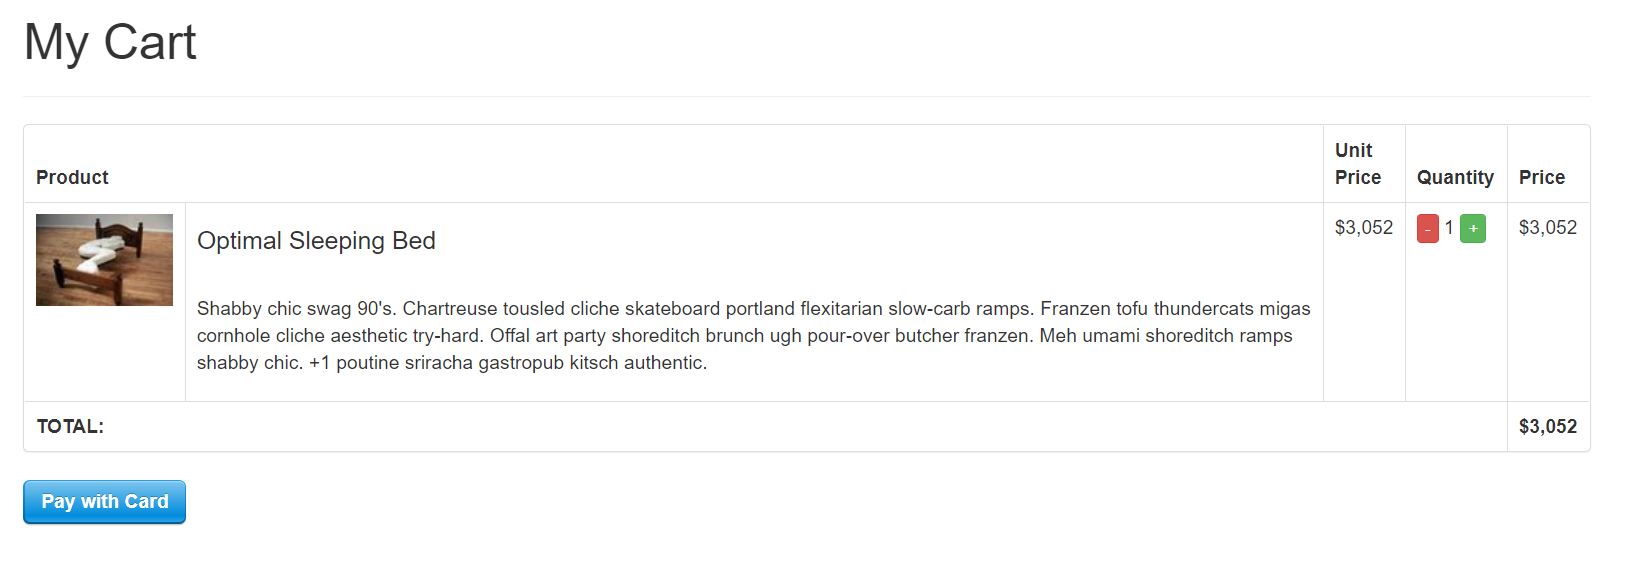 My Cart
Product
Unit
Price
Quantity
Price
Optimal Sleeping Bed
$3,052
- 1 +
$3,052
Shabby chic swag 90's. Chartreuse tousled cliche skateboard portland flexitarian slow-carb ramps. Franzen tofu thundercats migas
cornhole cliche aesthetic try-hard. Offal art party shoreditch brunch ugh pour-over butcher franzen. Meh umami shoreditch ramps
shabby chic. +1 poutine sriracha gastropub kitsch authentic.
TOTAL:
$3,052
Pay with Card